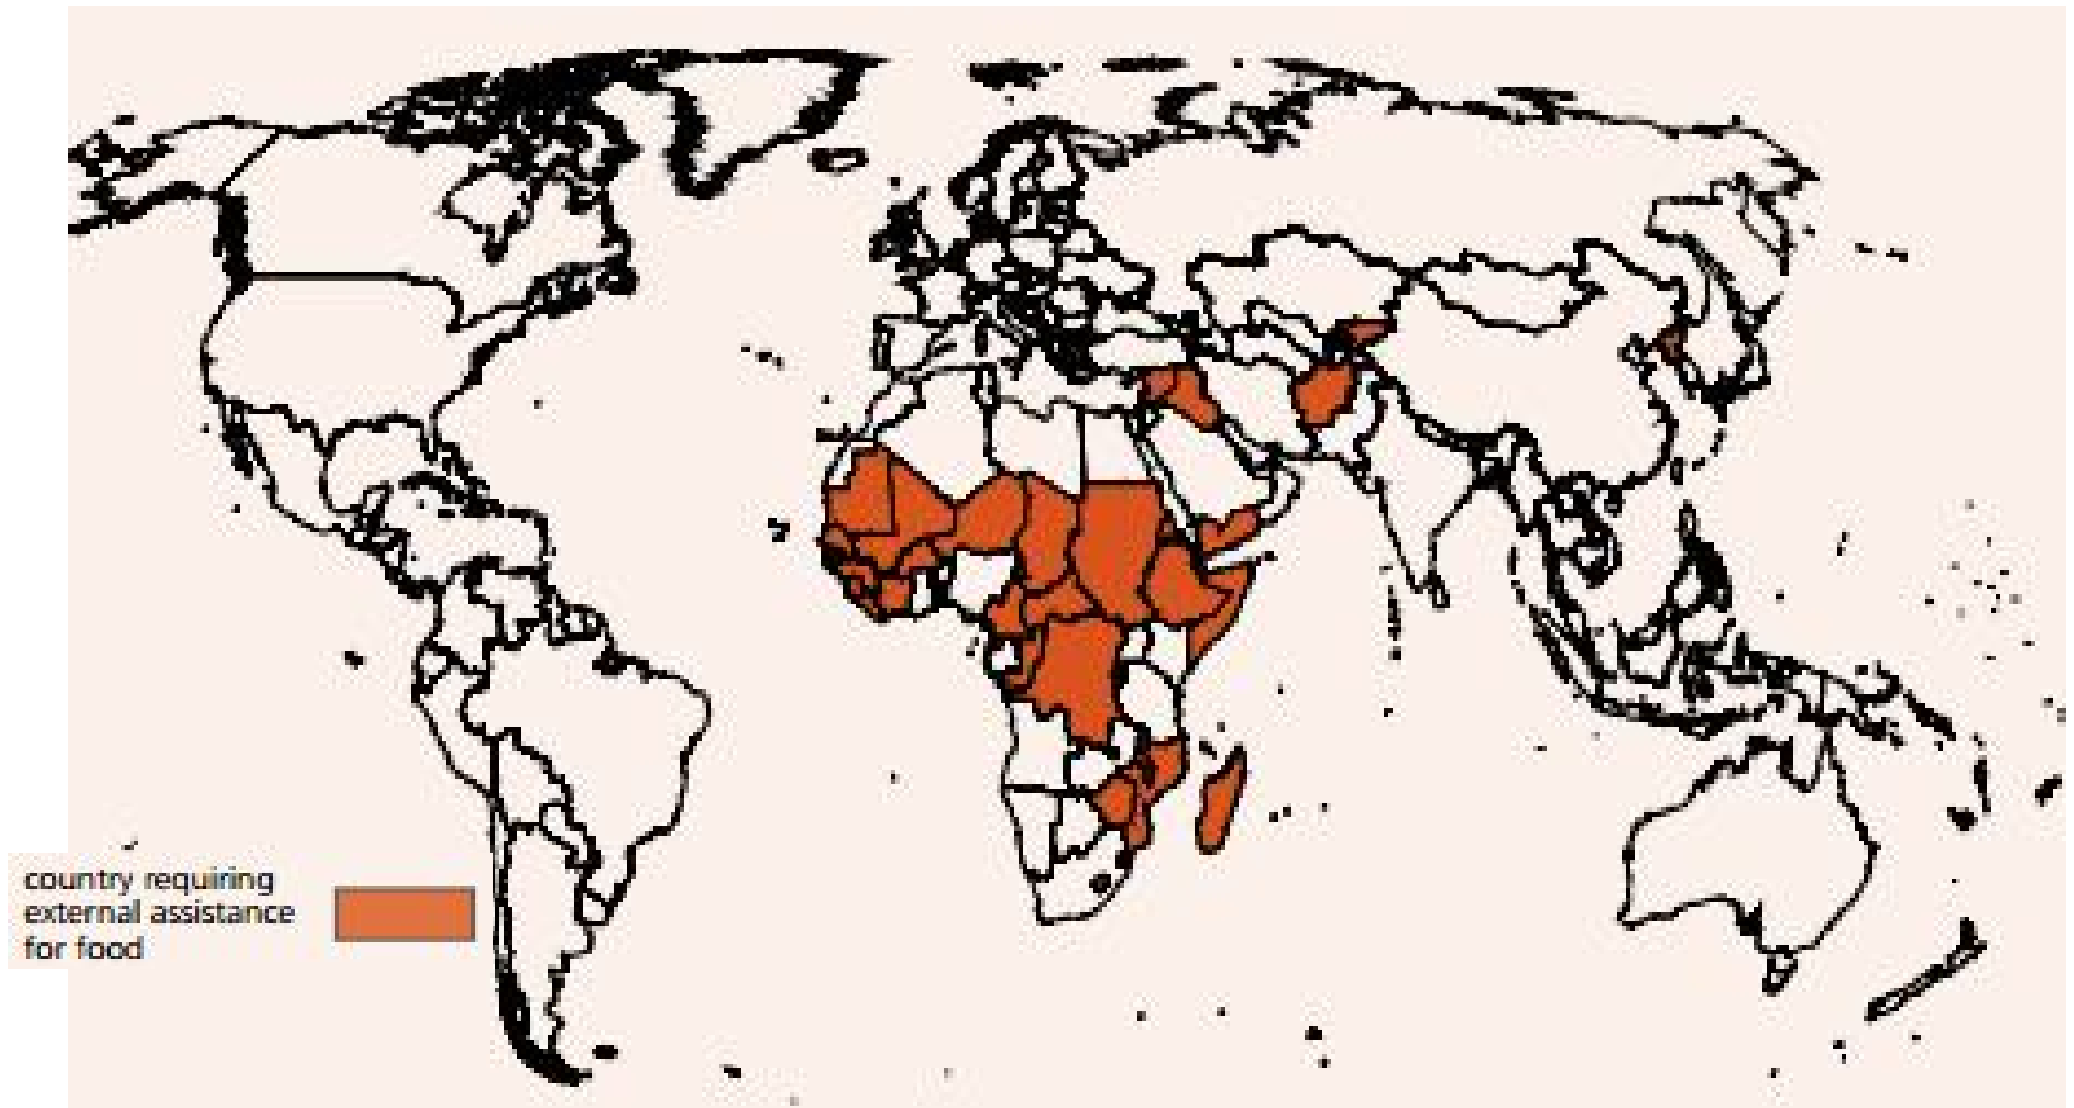 country requiring
external assistance
for food